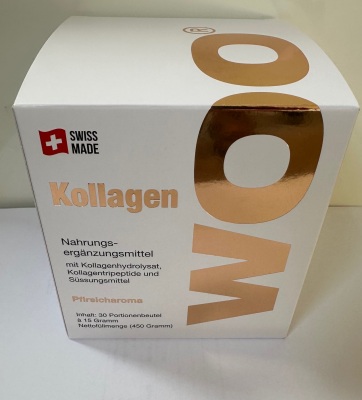 SWISS
MADE
Kollagen
Nahrungs-
ergänzungsmittel
mit Kollagenhydrolysat,
Kollagentripeptide und
Süssungsmittel
Pfirsicharoma
Inhalt: 30 Portionenbeutel
à 15 Gramm
Nettofüllmenge (450 Gramm)
woo®